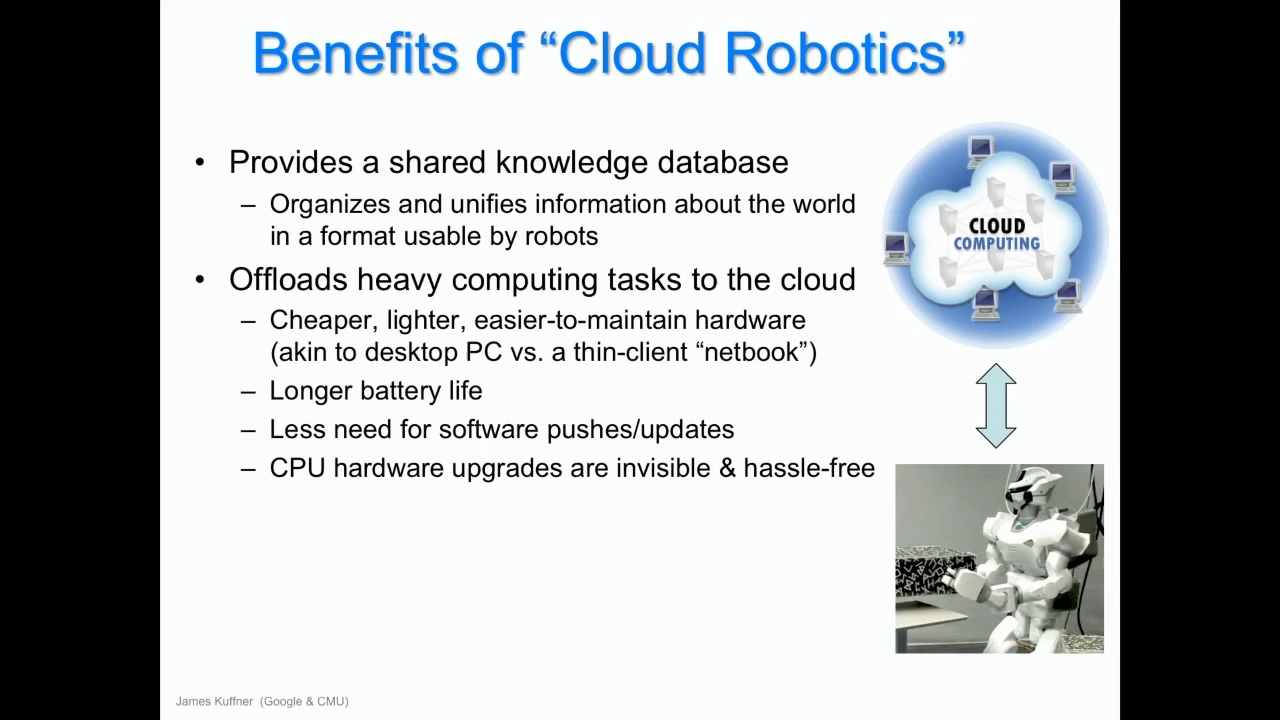 Benefits of “Cloud Robotics”
• Provides a shared knowledge database
– Organizes and unifies information about the world
in a format usable by robots
• Offloads heavy computing tasks to the cloud
– Cheaper, lighter, easier-to-maintain hardware
(akin to desktop PC vs. a thin-client “netbook”)
– Longer battery life
– Less need for software pushes/updates
– CPU hardware upgrades are invisible & hassle-free
CLOUD
COMPUTING
James Kuffner (Google & CMU)